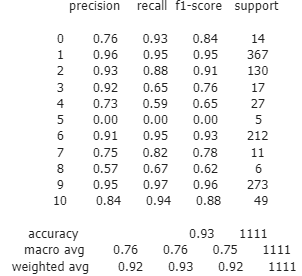 precision recall f1-score support
0 0.76 0.93 0.84 14
1 0.96 0.95 0.95 367
2 0.93 0.88 0.91 130
3 0.92 0.65 0.76 17
4 0.73 0.59 0.65 27
5 0.00 0.00 0.00 5
6 0.91 0.95 0.93 212
7 0.75 0.82 0.78 11
8 0.57 0.67 0.62 6
9 0.95 0.97 0.96 273
10 0.84 0.94 0.88 49
accuracy 0.93 1111
macro avg 0.76 0.76 0.75 1111
weighted avg 0.92 0.93 0.92 1111